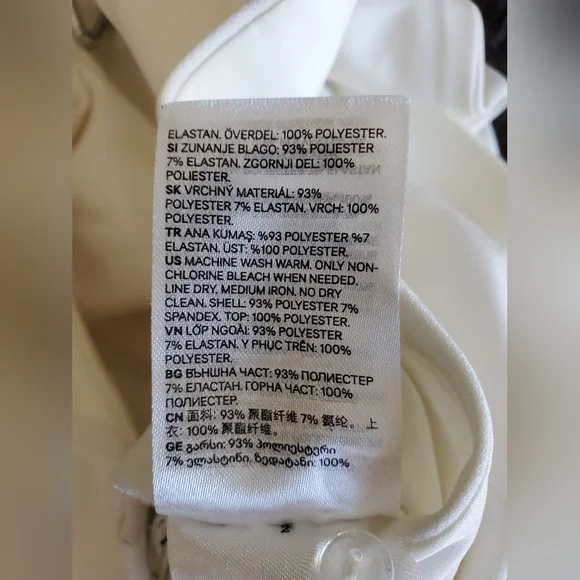 ELASTAN. ÖVERDEL: 100% POLYESTER.
SI ZUNANJE BLAGO: 93% POLIESTER
7% ELASTAN. ZGORNJI DEL: 100%
POLIESTER.
SK VRCHNÝ MATERIÁL: 93%
POLYESTER 7% ELASTAN. VRCH: 100%
POLYESTER.
TR ANA KUMAŞ: %93 POLYESTER %7
ELASTAN. ÜST: %100 POLYESTER.
US MACHINE WASH WARM. ONLY NON-
CHLORINE BLEACH WHEN NEEDED.
LINE DRY. MEDIUM IRON. NO DRY
CLEAN. SHELL: 93% POLYESTER 7%
SPANDEX. TOP: 100% POLYESTER.
VN LỚP NGOÀI: 93% POLYESTER
7% ELASTAN. Y PHỤC TRÊN: 100%
POLYESTER.
BG ВЪНШНА ЧАСТ: 93% ПОЛИЕСТЕР
7% ЕЛАСТАН. ГОРНА ЧАСТ: 100%
ПОЛИЕСТЕР.
CN 面料: 93% 聚酯纤维 7% 氨纶。上
衣: 100% 聚酯纤维。
GE გარსი: 93% პოლიესტერი
7% ელასტინი. ზედატანი: 100%